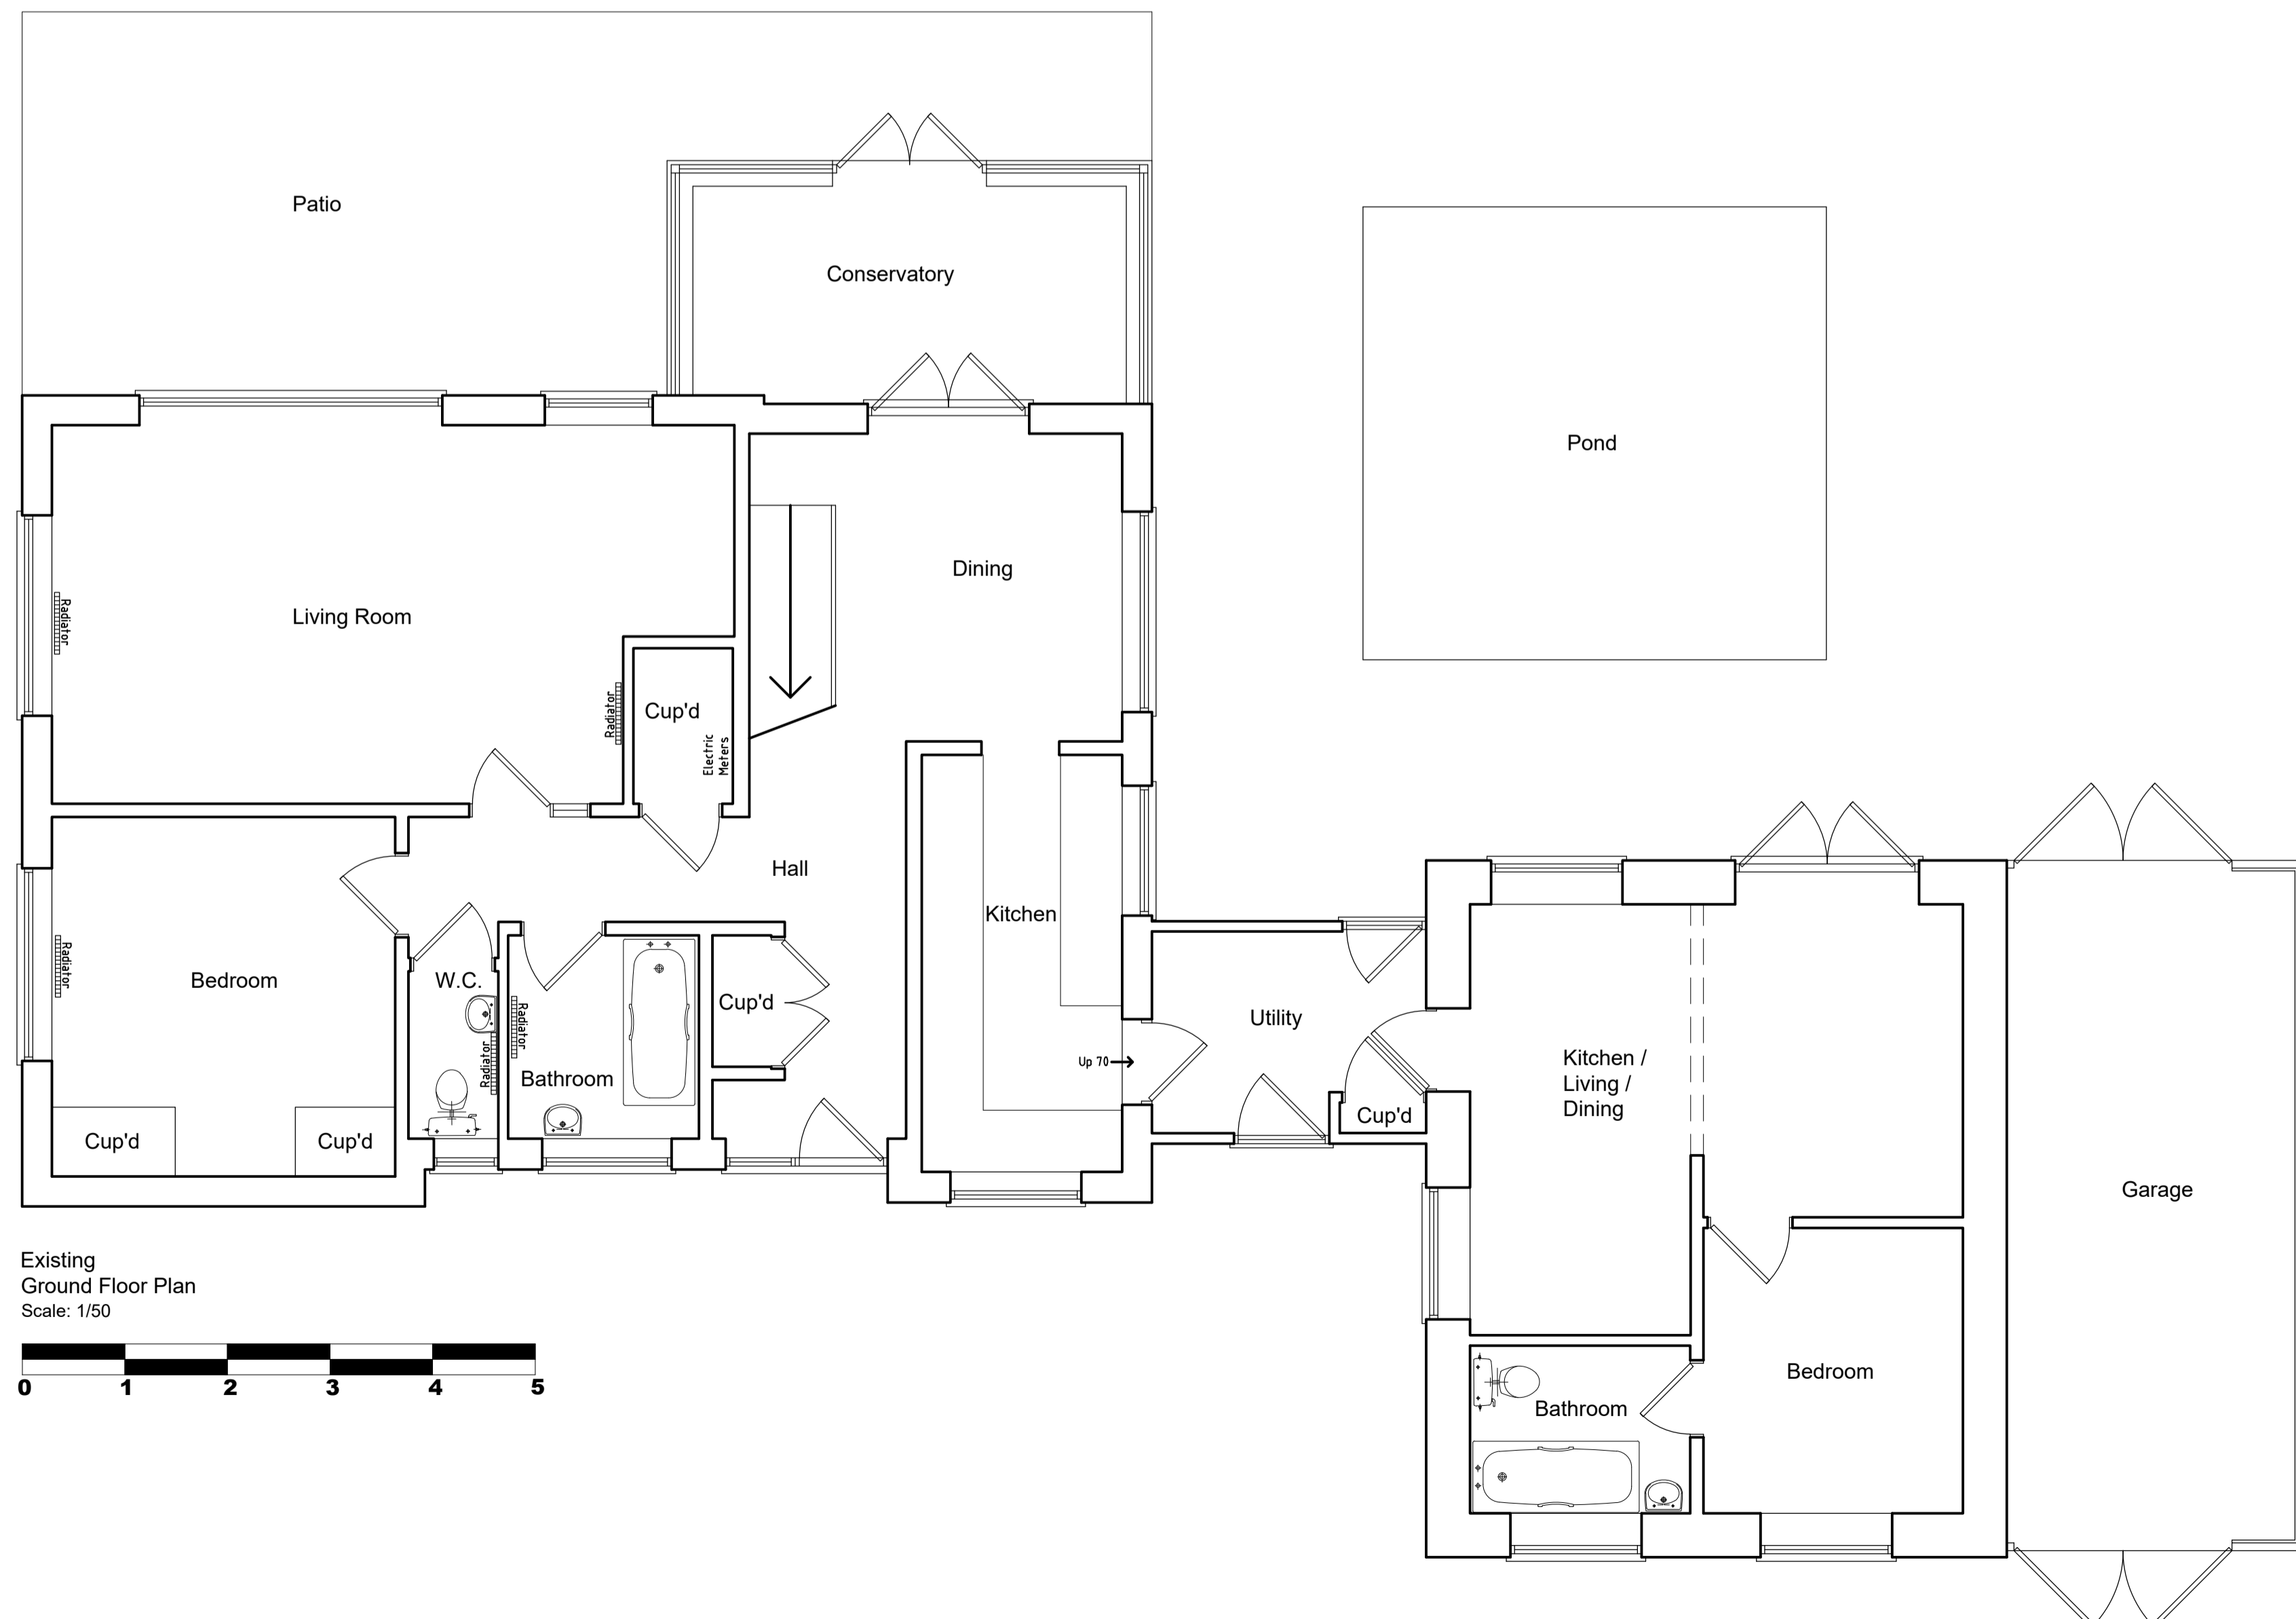 Patio
Conservatory
Pond
Living Room
Radiator
Radiator
Cup'd
Electric
Meters
Dining
Hall
Kitchen
Bedroom
Radiator
Cup'd
Cup'd
W.C.
Radiator
Radiator
Bathroom
Cup'd
Up 70
Utility
Cup'd
Kitchen /
Living /
Dining
Garage
Bedroom
Bathroom
Existing
Ground Floor Plan
Scale: 1/50
0 1 2 3 4 5